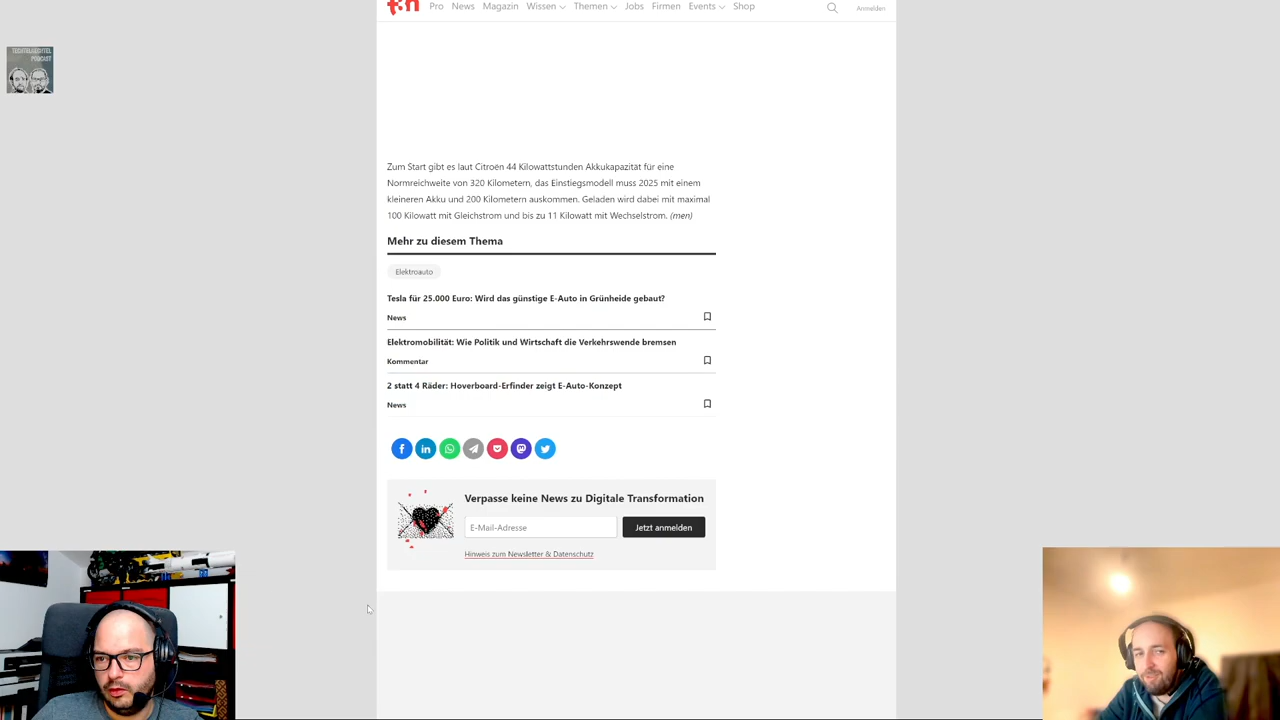 t3n Pro News Magazin Wissen Themen Jobs Firmen Events Shop Anmelden
TECHTELMECHTEL
PODCAST
Zum Start gibt es laut Citroën 44 Kilowattstunden Akkukapazität für eine
Normreichweite von 320 Kilometern, das Einstiegsmodell muss 2025 mit einem
kleineren Akku und 200 Kilometern auskommen. Geladen wird dabei mit maximal
100 Kilowatt mit Gleichstrom und bis zu 11 Kilowatt mit Wechselstrom. (men)
Mehr zu diesem Thema
Elektroauto
Tesla für 25.000 Euro: Wird das günstige E-Auto in Grünheide gebaut?
News
Elektromobilität: Wie Politik und Wirtschaft die Verkehrswende bremsen
Kommentar
2 statt 4 Räder: Hoverboard-Erfinder zeigt E-Auto-Konzept
News
Verpasse keine News zu Digitale Transformation
E-Mail-Adresse
Jetzt anmelden
Hinweis zum Newsletter & Datenschutz